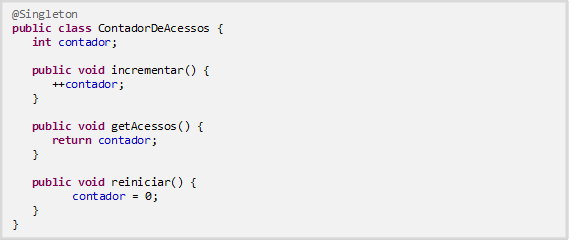 @Singleton
public class ContadorDeAcessos {
int contador;
public void incrementar() {
++contador;
}
public void getAcessos() {
return contador;
}
public void reiniciar() {
contador = 0;
}
}